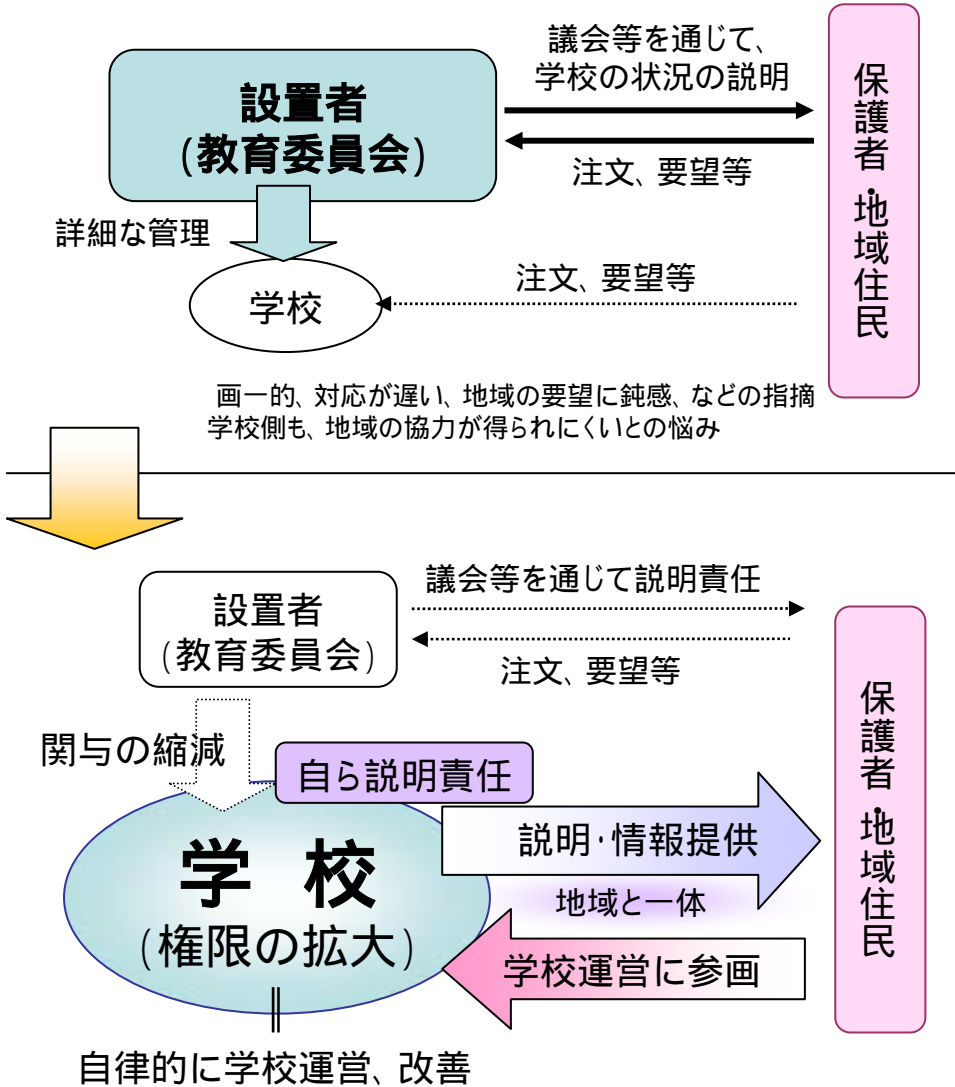 議会等を通じて、
学校の状況の説明
設置者
(教育委員会)
注文、要望等
保護者・地域住民
詳細な管理
学校
注文、要望等
画一的、対応が遅い、地域の要望に鈍感、などの指摘
学校側も、地域の協力が得られにくいとの悩み
設置者
(教育委員会)
議会等を通じて説明責任
注文、要望等
保護者・地域住民
関与の縮減
自ら説明責任
学 校
(権限の拡大)
説明・情報提供
地域と一体
学校運営に参画
自律的に学校運営、改善